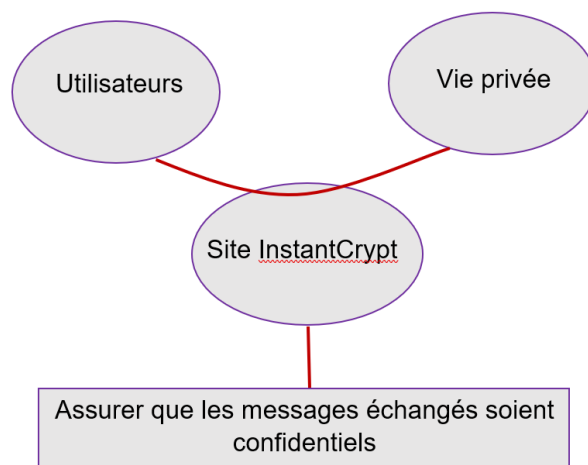 Utilisateurs
Vie privée
Site InstantCrypt
Assurer que les messages échangés soient
confidentiels